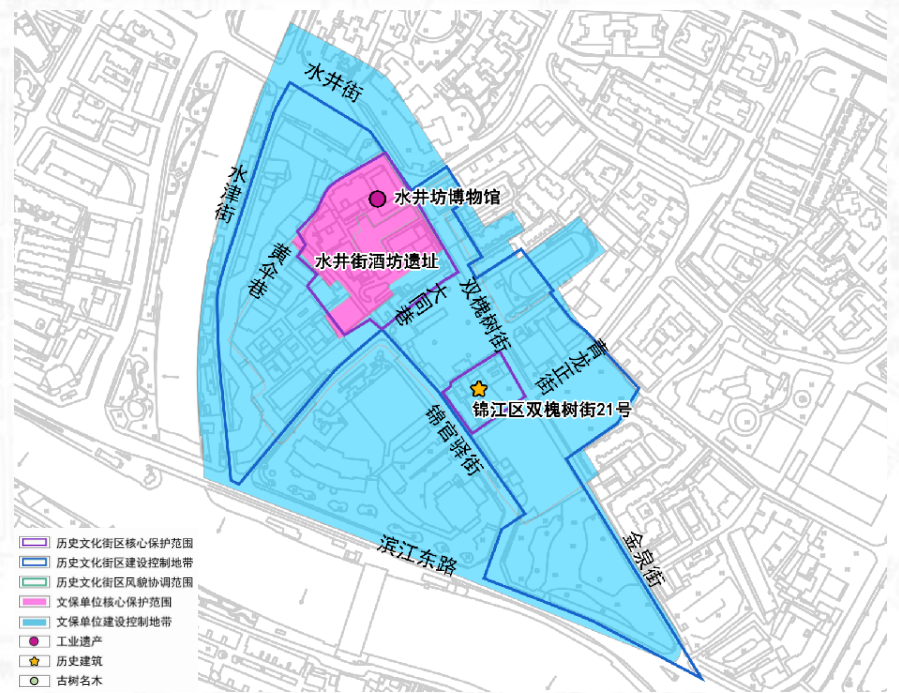 水井街
水津街
水井坊博物馆
黄伞巷
水井街酒坊遗址
大同巷
双槐树街
青龙正街
锦江区双槐树街21号
锦官驿街
滨江东路
金泉街
历史文化街区核心保护范围
历史文化街区建设控制地带
历史文化街区风貌协调范围
文保单位核心保护范围
文保单位建设控制地带
工业遗产
历史建筑
古树名木